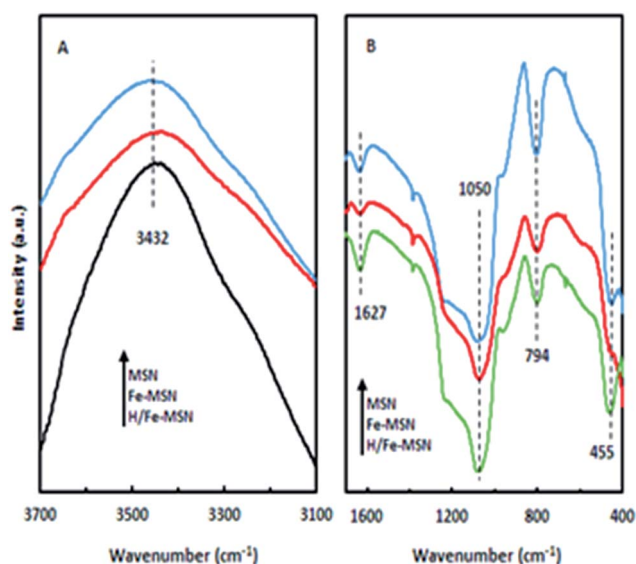 A
3432
MSN
Fe-MSN
H/Fe-MSN
3700
3500
3300
3100
Wavenumber (cm⁻¹)
Intensity (a.u.)
B
1050
1627
794
455
MSN
Fe-MSN
H/Fe-MSN
1600
1200
800
400
Wavenumber (cm⁻¹)